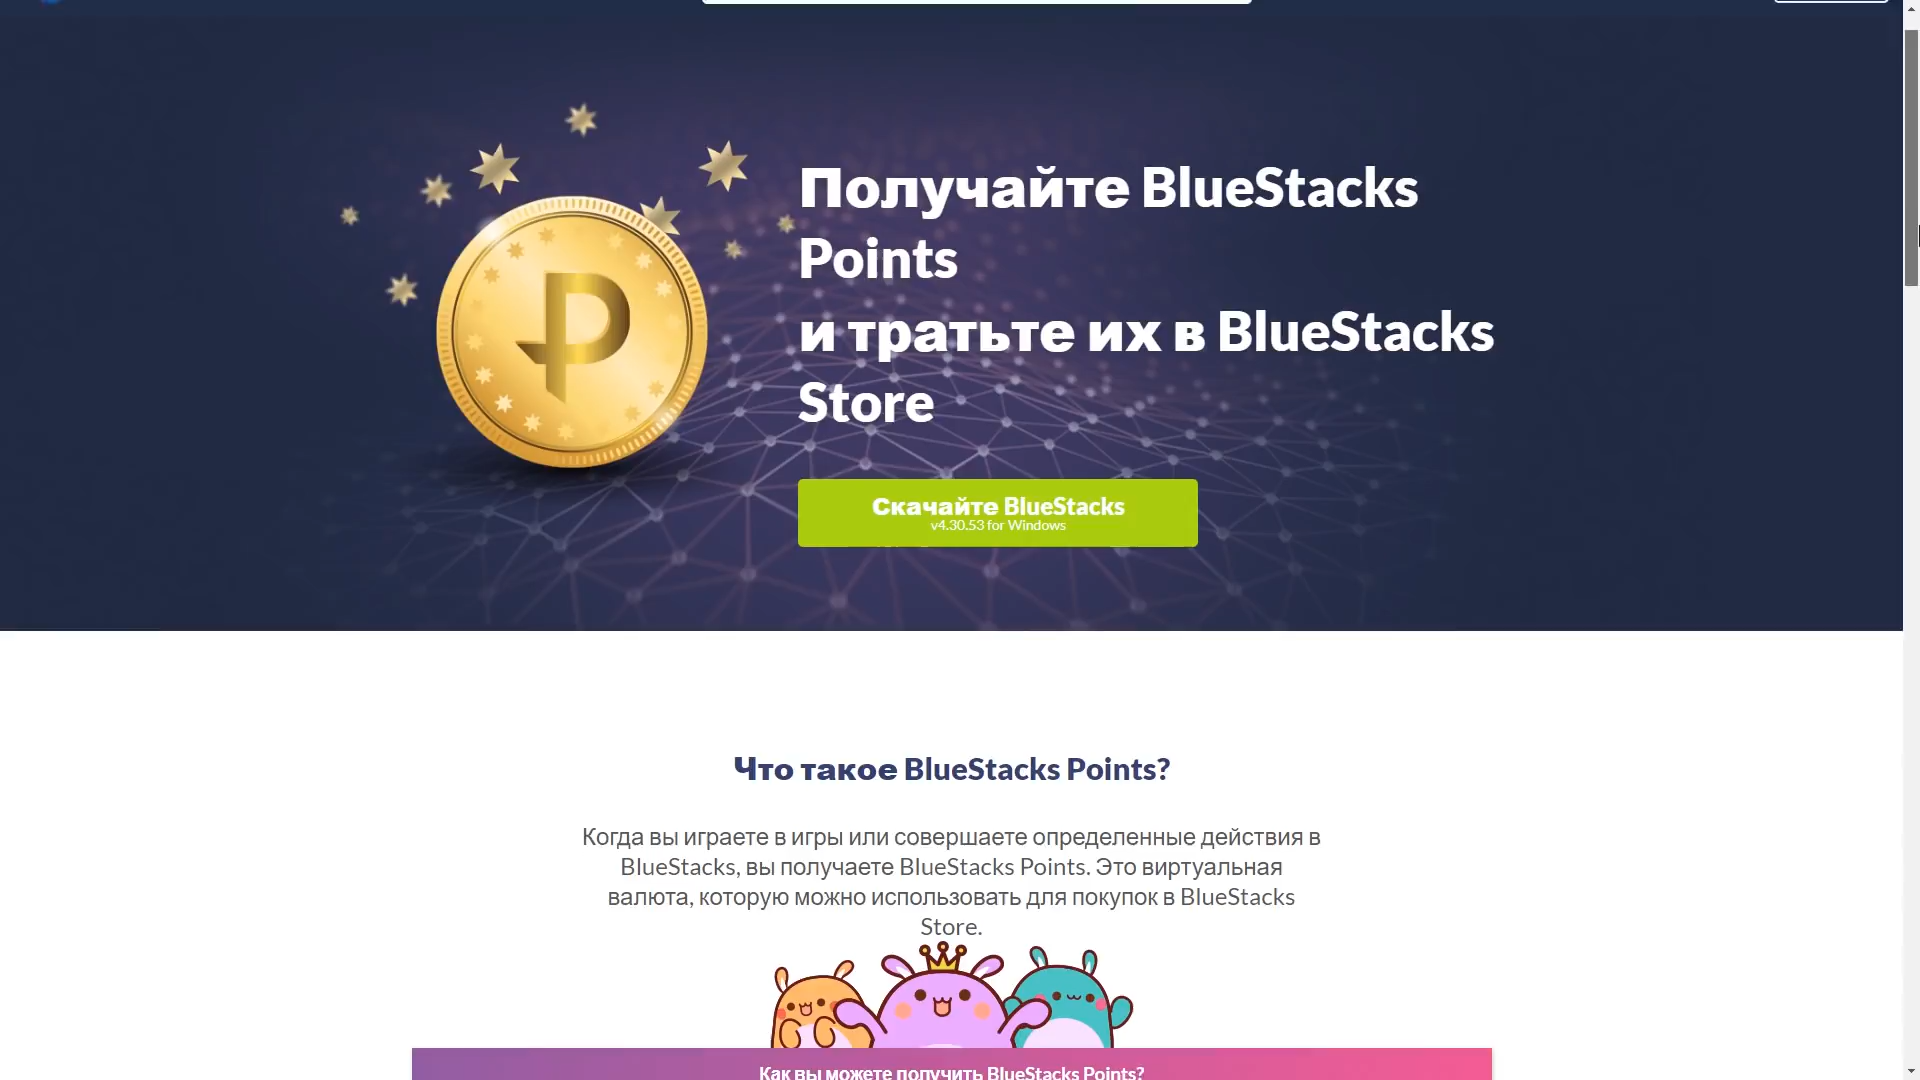 Получайте BlueStacks
Points
и тратьте их в BlueStacks
Store
Скачайте BlueStacks
v4.30.53 for Windows
Что такое BlueStacks Points?
Когда вы играете в игры или совершаете определенные действия в
BlueStacks, вы получаете BlueStacks Points. Это виртуальная
валюта, которую можно использовать для покупок в BlueStacks
Store.
Как вы можете получить BlueStacks Points?